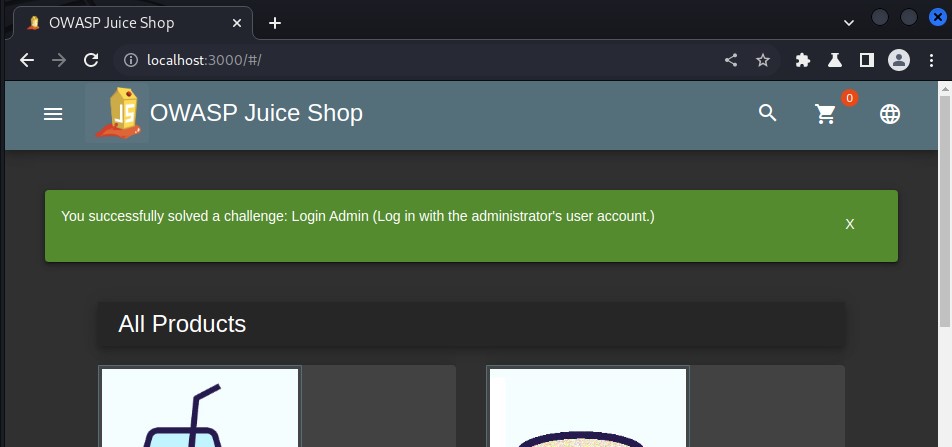 OWASP Juice Shop
localhost:3000/#/
JS
OWASP Juice Shop
0
You successfully solved a challenge: Login Admin (Log in with the administrator's user account.)
X
All Products